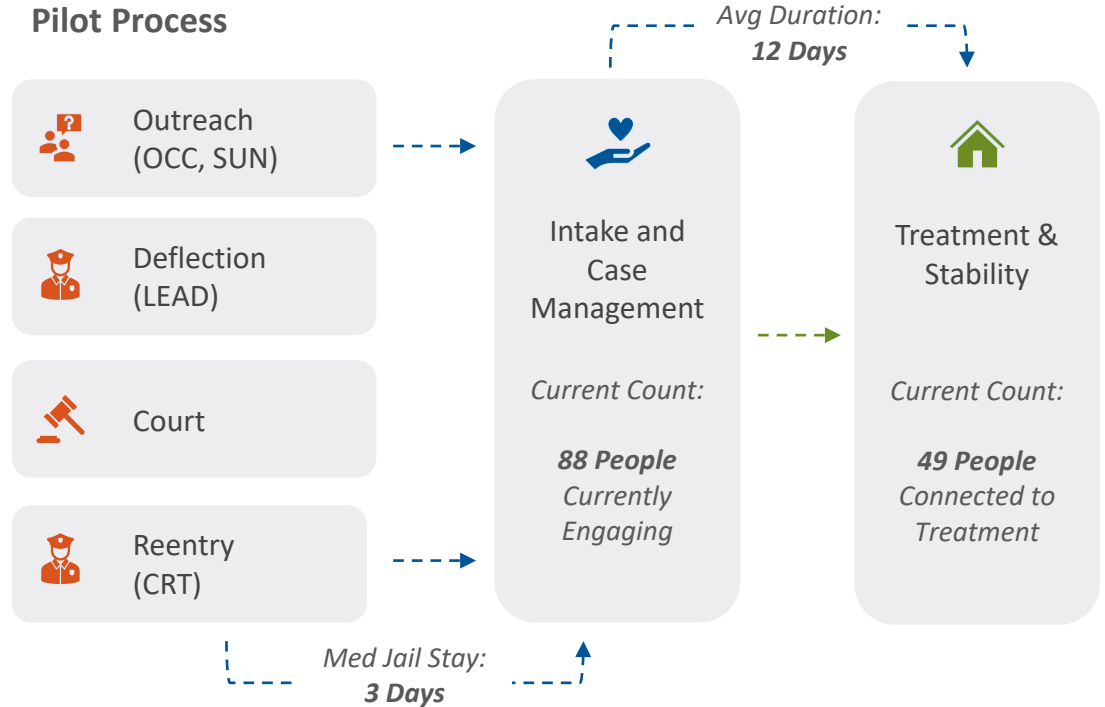 Pilot Process
Avg Duration:
12 Days
Outreach
(OCC, SUN)
Deflection
(LEAD)
Court
Reentry
(CRT)
Med Jail Stay:
3 Days
Intake and
Case
Management
Current Count:
88 People
Currently
Engaging
Treatment &
Stability
Current Count:
49 People
Connected to
Treatment